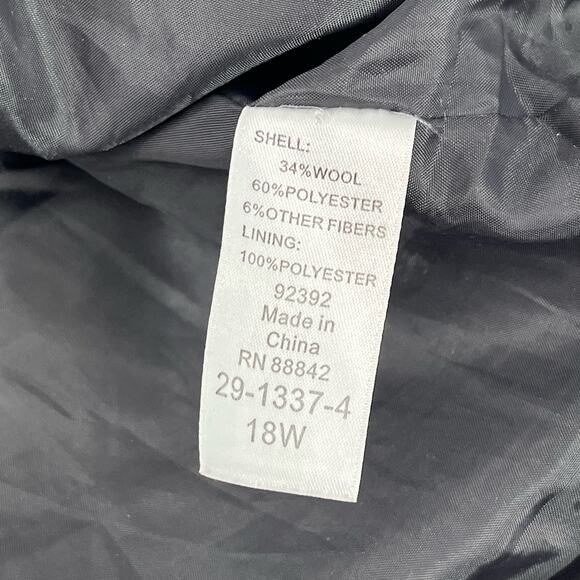 SHELL:
34%WOOL
60%POLYESTER
6%OTHER FIBERS
LINING:
100%POLYESTER
92392
Made in
China
RN 88842
29-1337-4
18W